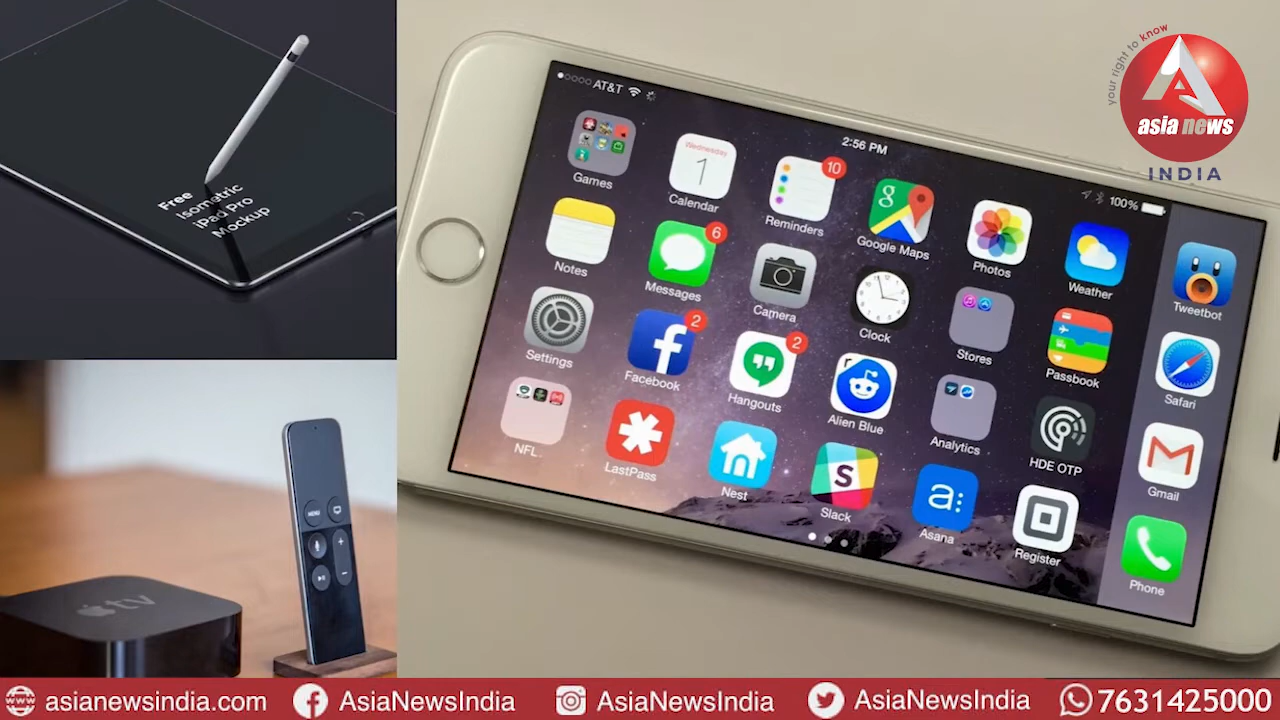 Free
Isometric
iPad Pro
Mockup
AT&T
2:56 PM
100%
Games
Wednesday
1
Calendar
10
Reminders
Google Maps
Photos
Weather
Tweetbot
Notes
6
Messages
Camera
Clock
Stores
Passbook
Safari
Settings
2
Facebook
2
Hangouts
Alien Blue
Analytics
HDE OTP
Gmail
NFL
LastPass
Nest
S
Slack
a:
Asana
Register
Phone
your right to know
asia news
INDIA
MENU
tv
asianewsindia.com
AsiaNewsIndia
AsiaNewsIndia
AsiaNewsIndia
7631425000